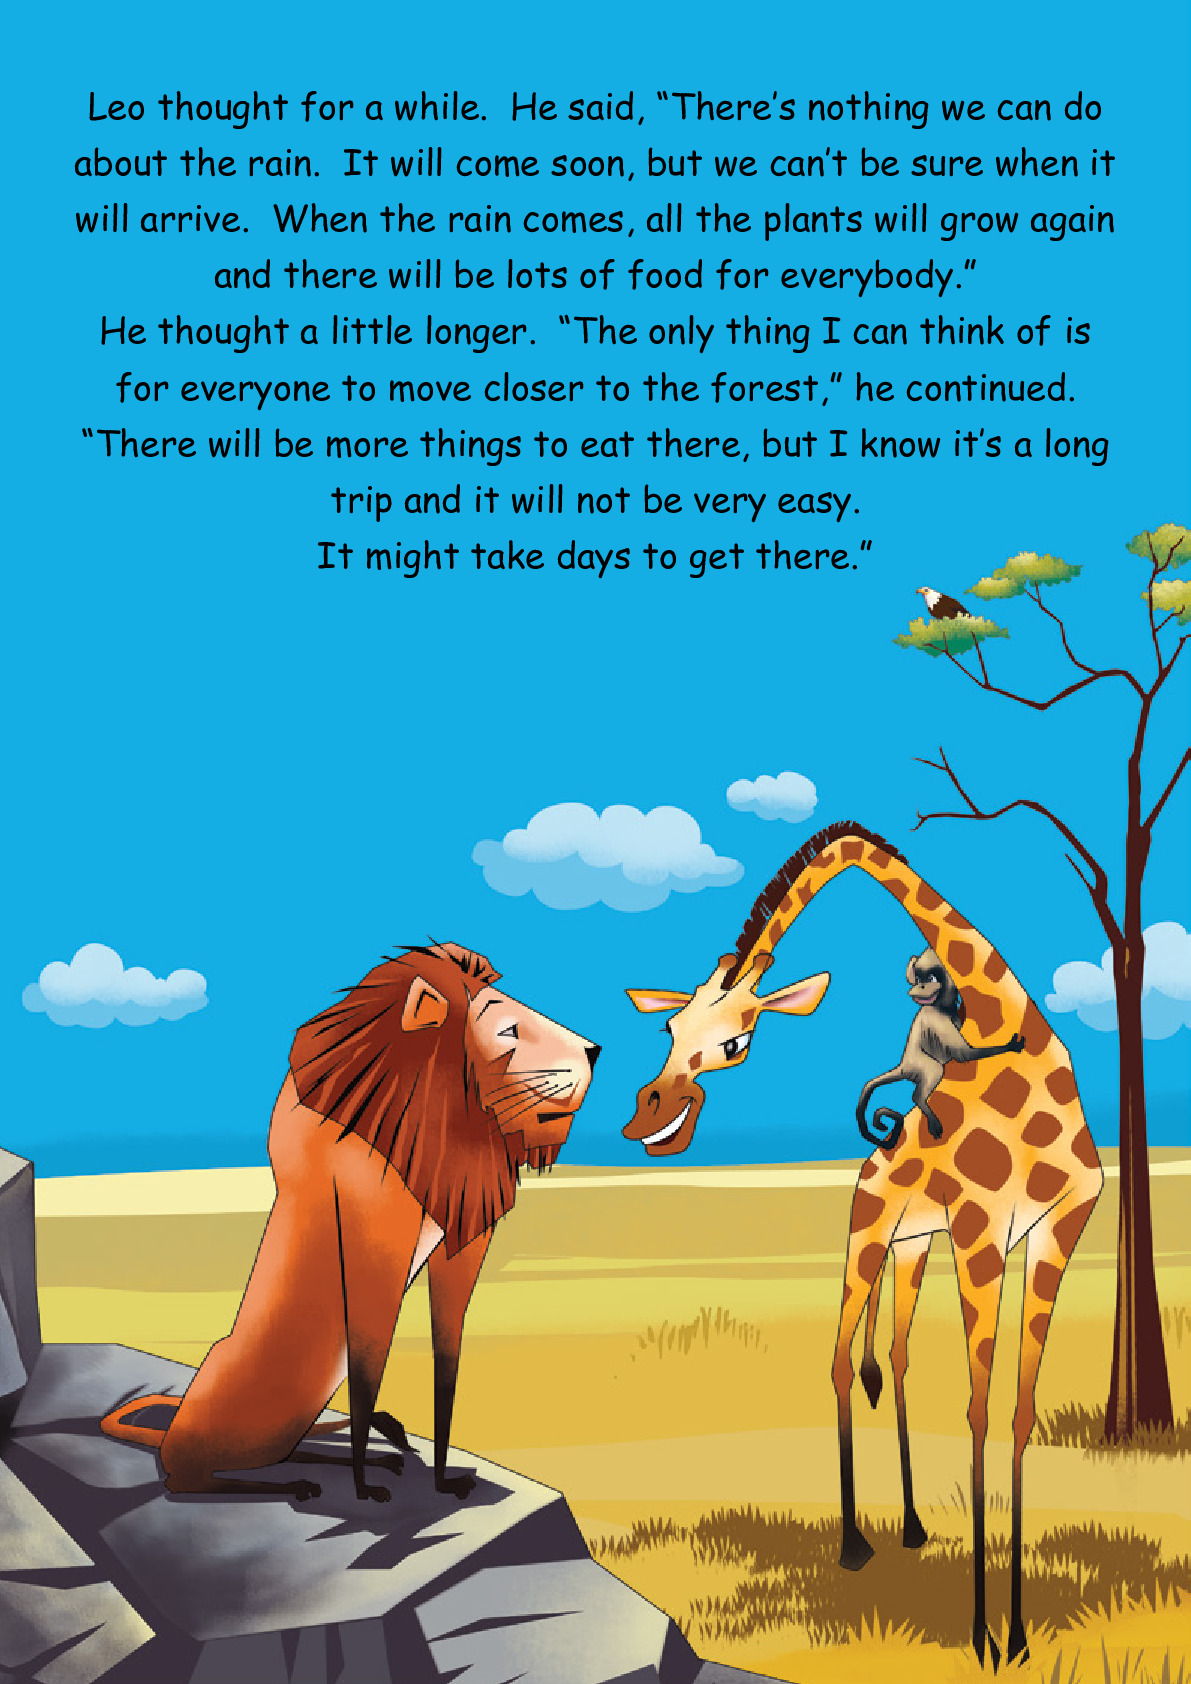 Leo thought for a while.  He said, “There’s nothing we can do
about the rain.  It will come soon, but we can’t be sure when it
will arrive.  When the rain comes, all the plants will grow again
and there will be lots of food for everybody.”
He thought a little longer.  “The only thing I can think of is
for everyone to move closer to the forest,” he continued.
“There will be more things to eat there, but I know it’s a long
trip and it will not be very easy.
It might take days to get there.”